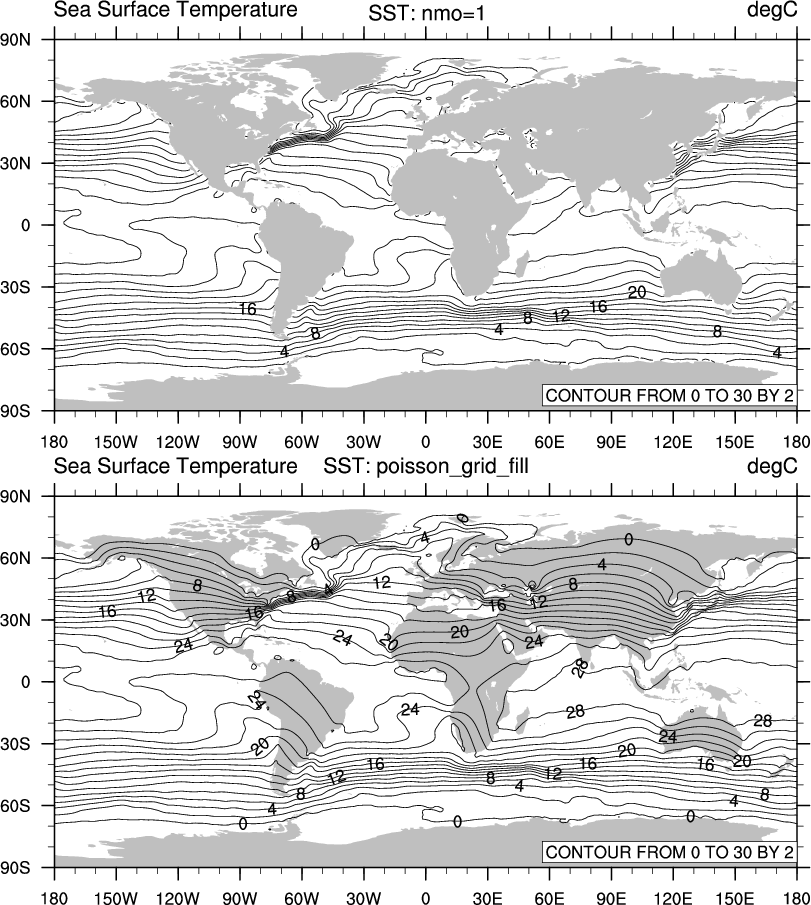 Sea Surface Temperature SST: nmo=1 degC
90N
60N
30N
0
30S
60S
90S
16 8 4 4 8 12 16 20 8 4
CONTOUR FROM 0 TO 30 BY 2
180 150W 120W 90W 60W 30W 0 30E 60E 90E 120E 150E 180
Sea Surface Temperature SST: poisson_grid_fill degC
90N
60N
30N
0
30S
60S
90S
0 4 0 0
8 8 4 12 4 8
16 12 16 16 12
24 24 20 20 24
28
24 24 28 28
20 24 20 16 20
12 16 8 12 16
4 8 4 4 8
0 0 0
CONTOUR FROM 0 TO 30 BY 2
180 150W 120W 90W 60W 30W 0 30E 60E 90E 120E 150E 180